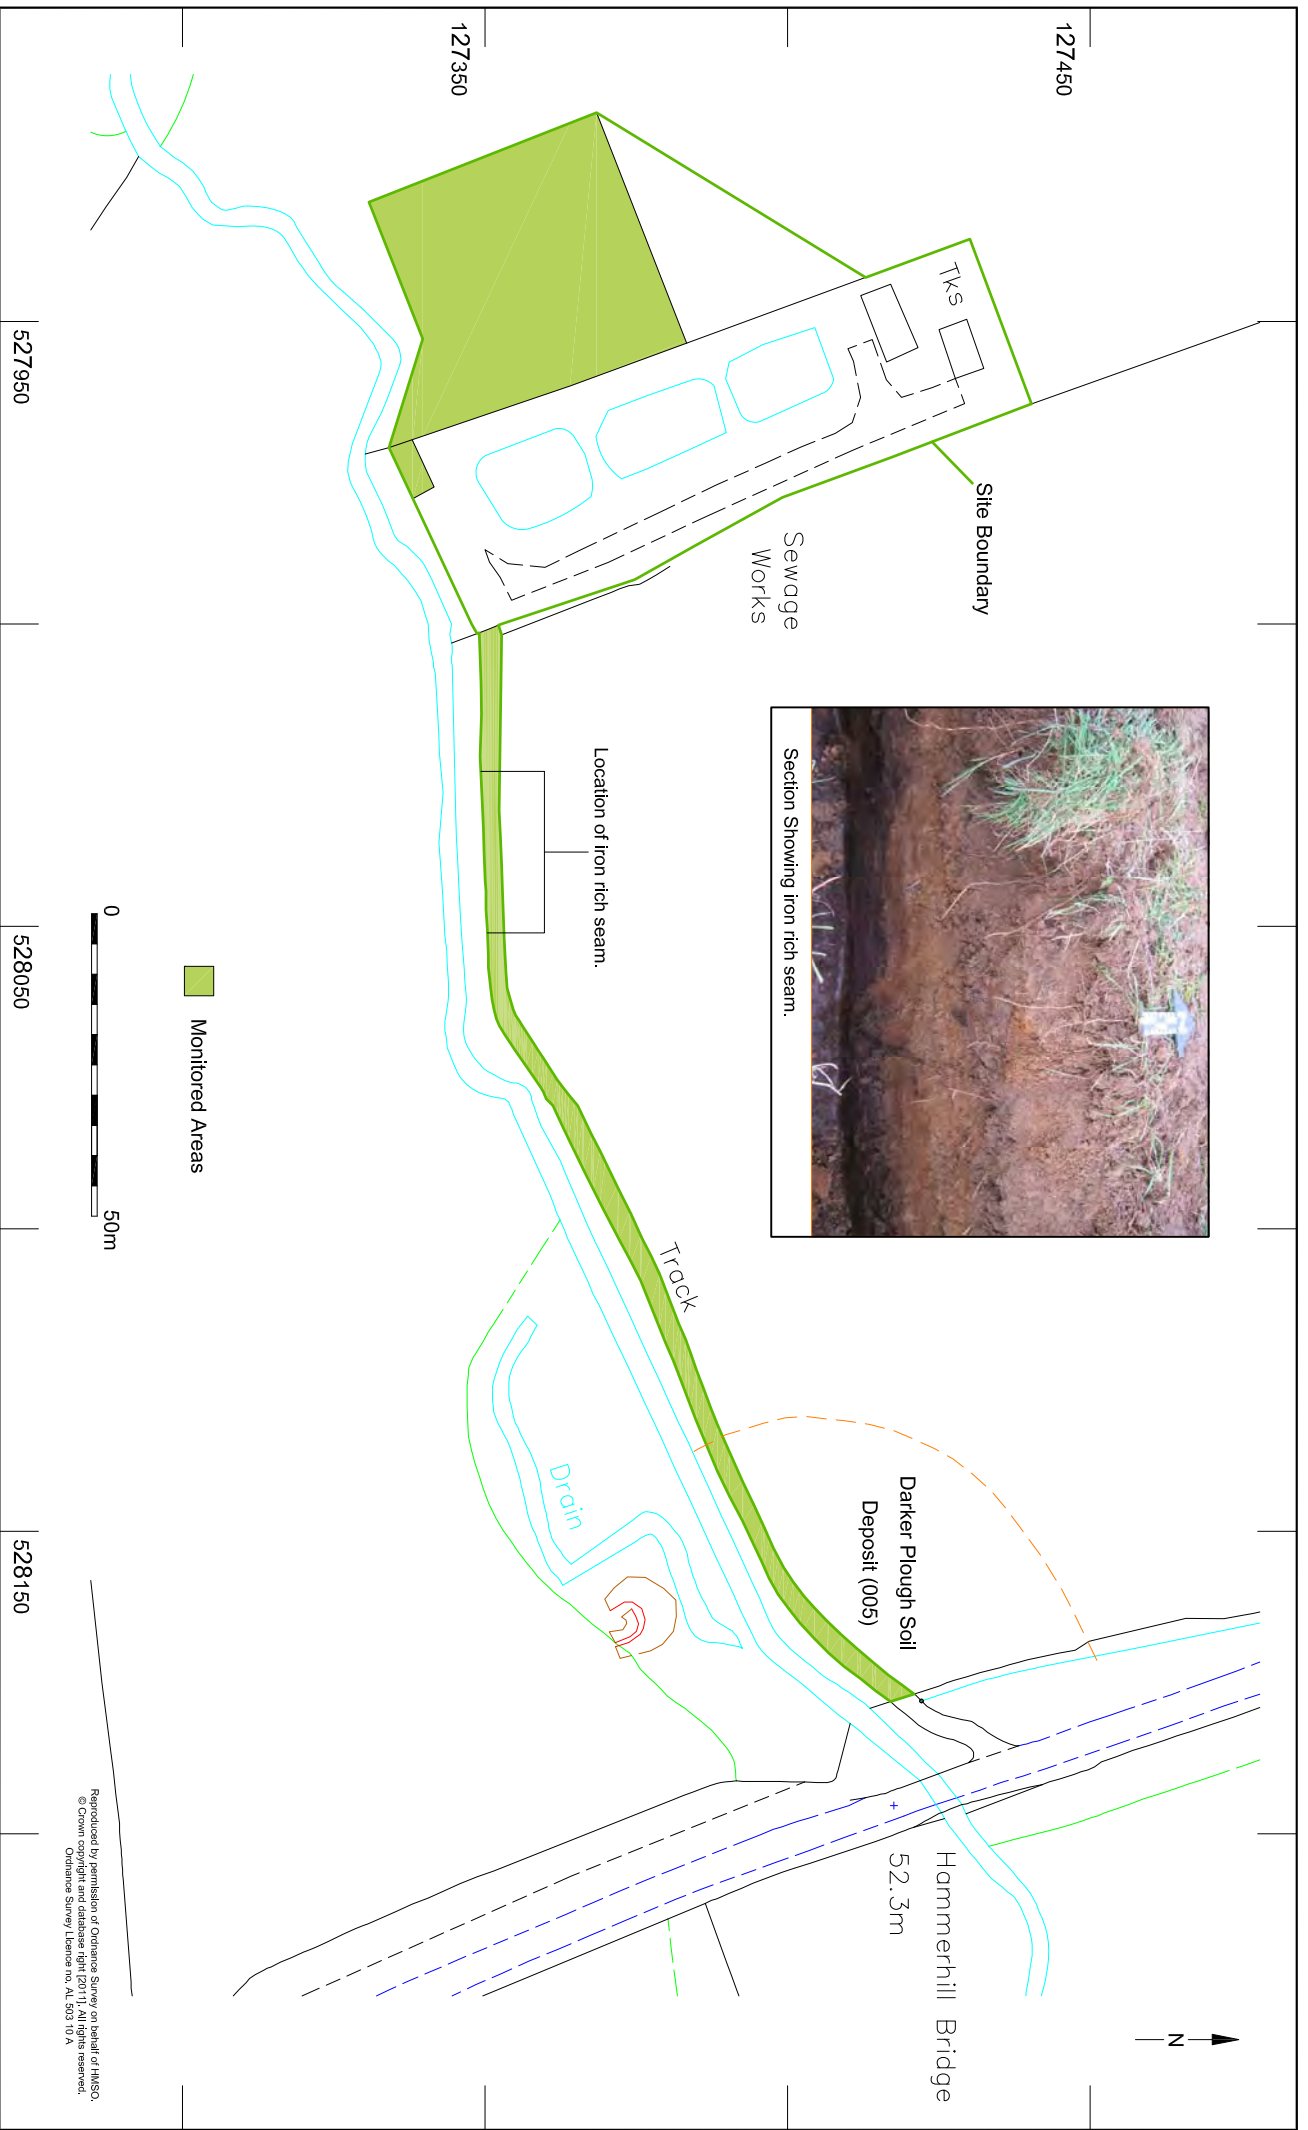 127450
127350
527950
528050
528150
TKS
Site Boundary
Sewage
Works
Section Showing iron rich seam.
Location of iron rich seam.
Track
Darker Plough Soil
Deposit (005)
Drain
Hammerhill Bridge
52.3m
N
Monitored Areas
0 50m
Reproduced by permission of Ordnance Survey on behalf of HMSO.
© Crown copyright and database right [2011]. All rights reserved.
Ordnance Survey Licence no. AL 503 10 A